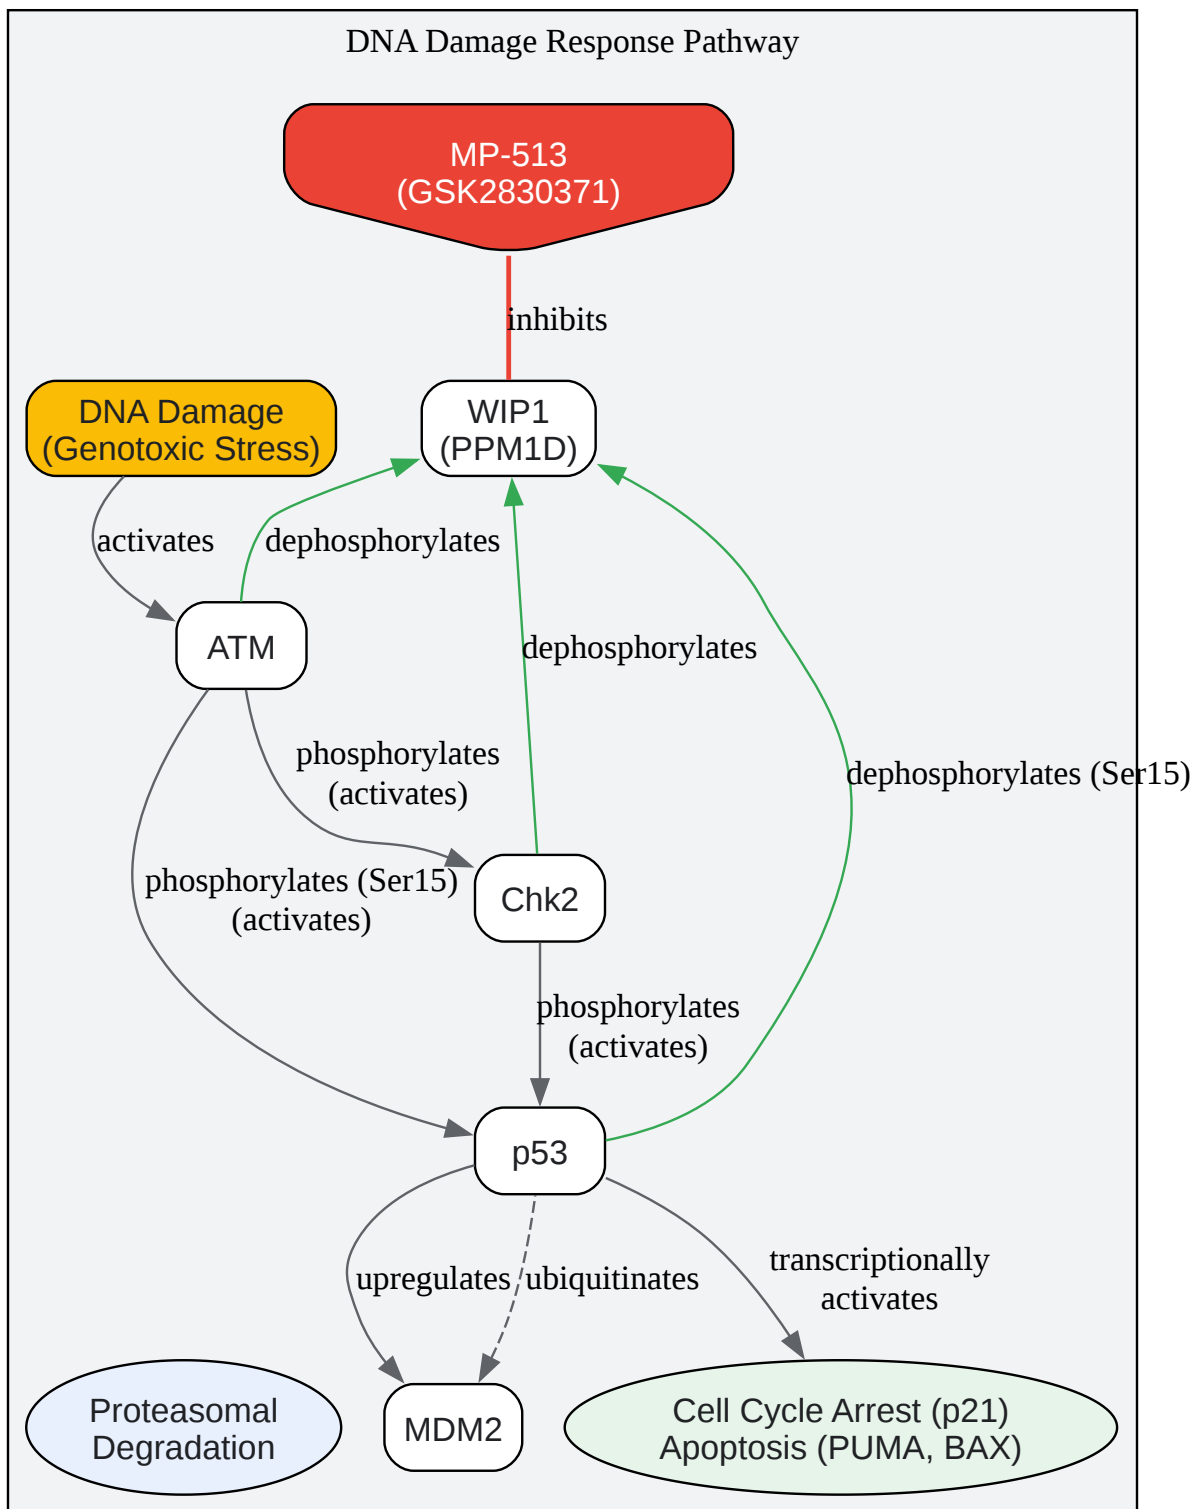 DNA Damage Response Pathway
MP-513
(GSK2830371)
inhibits
DNA Damage
(Genotoxic Stress)
WIP1
(PPM1D)
activates
dephosphorylates
ATM
dephosphorylates
phosphorylates
(activates)
dephosphorylates (Ser15)
phosphorylates (Ser15)
(activates)
Chk2
phosphorylates
(activates)
p53
upregulates
ubiquitinates
transcriptionally
activates
Proteasomal
Degradation
MDM2
Cell Cycle Arrest (p21)
Apoptosis (PUMA, BAX)